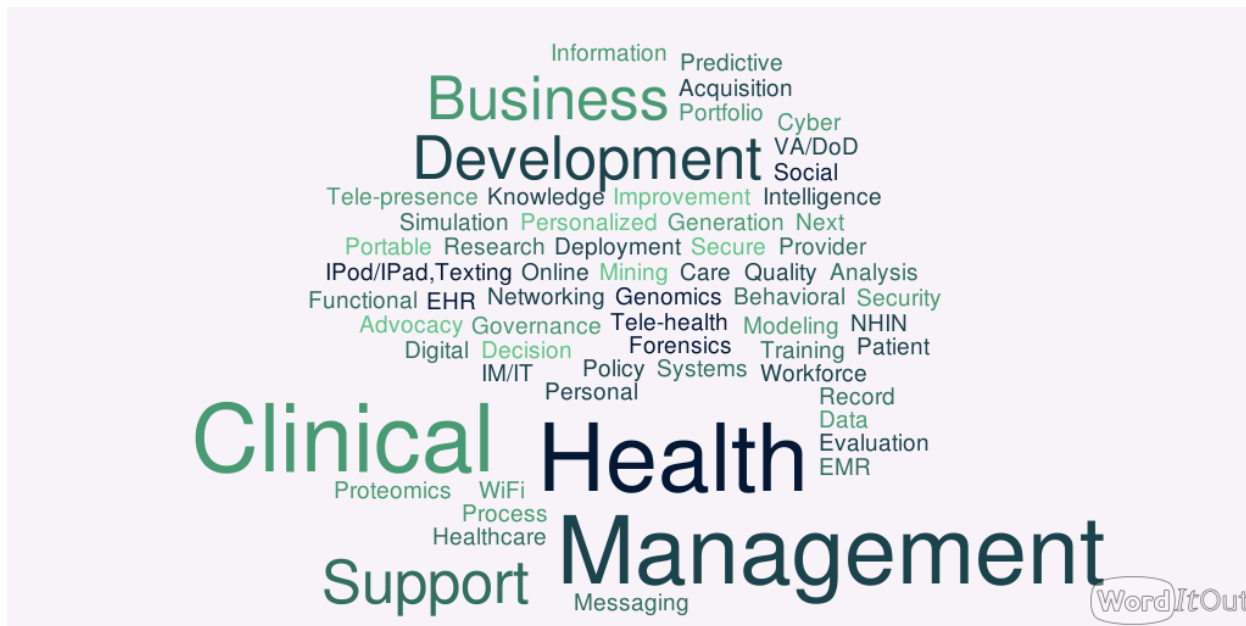 Information
Predictive
Business
Acquisition
Portfolio
Cyber
Development
VA/DoD
Social
Tele-presence Knowledge Improvement Intelligence
Simulation Personalized Generation Next
Portable Research Deployment Secure Provider
IPod/IPad,Texting Online Mining Care Quality Analysis
Functional EHR Networking Genomics Behavioral Security
Advocacy Governance Tele-health Modeling NHIN
Digital Decision Forensics Training Patient
IM/IT Policy Systems Workforce
Personal
Record
Data
Clinical Health Evaluation
EMR
Proteomics WiFi
Process
Healthcare
Management
Support
Messaging
WordItOut